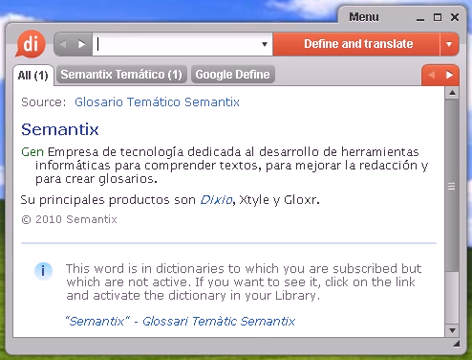 Menu
di
Define and translate
All (1)
Semantix Temático (1)
Google Define
Source: Glosario Temático Semantix
Semantix
Gen Empresa de tecnología dedicada al desarrollo de herramientas
informáticas para comprender textos, para mejorar la redacción y
para crear glosarios.
Su principales productos son Dixio, Xtyle y Gloxr.
© 2010 Semantix
i
This word is in dictionaries to which you are subscribed but
which are not active. If you want to see it, click on the link
and activate the dictionary in your Library.
"Semantix" - Glossari Temàtic Semantix